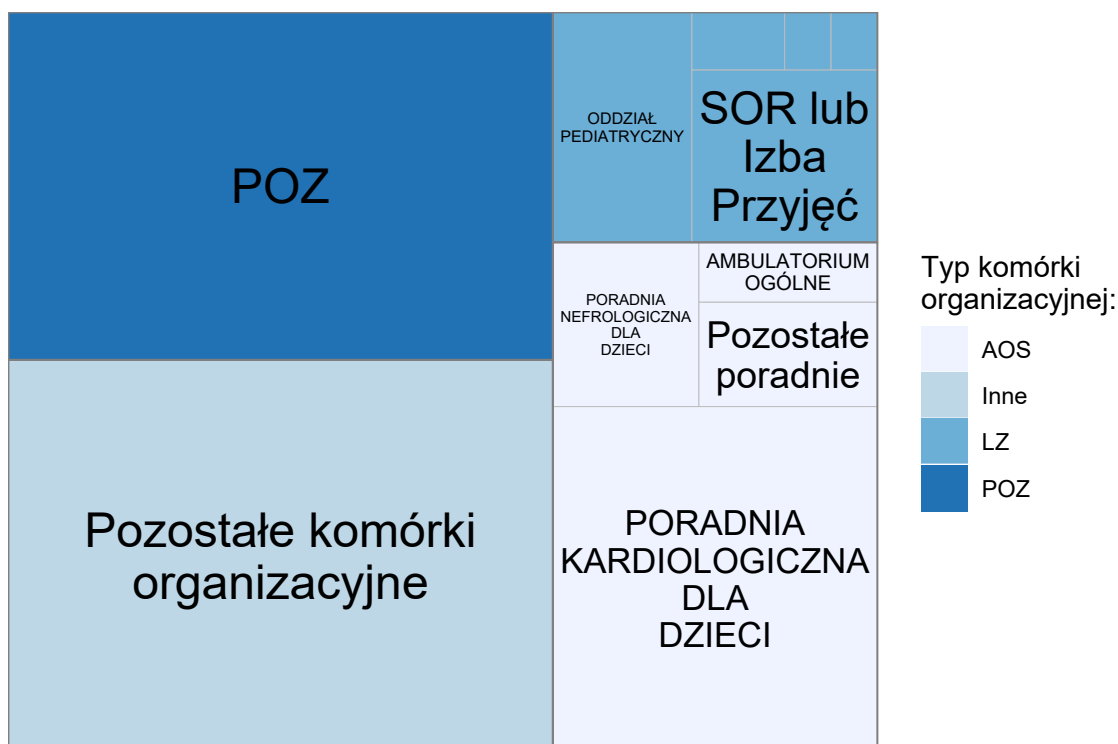 POZ
Pozostałe komórki
organizacyjne
ODDZIAŁ
PEDIATRYCZNY
SOR lub
Izba
Przyjęć
PORADNIA
NEFROLOGICZNA
DLA
DZIECI
AMBULATORIUM
OGÓLNE
Pozostałe
poradnie
PORADNIA
KARDIOLOGICZNA
DLA
DZIECI
Typ komórki
organizacyjnej:
AOS
Inne
LZ
POZ